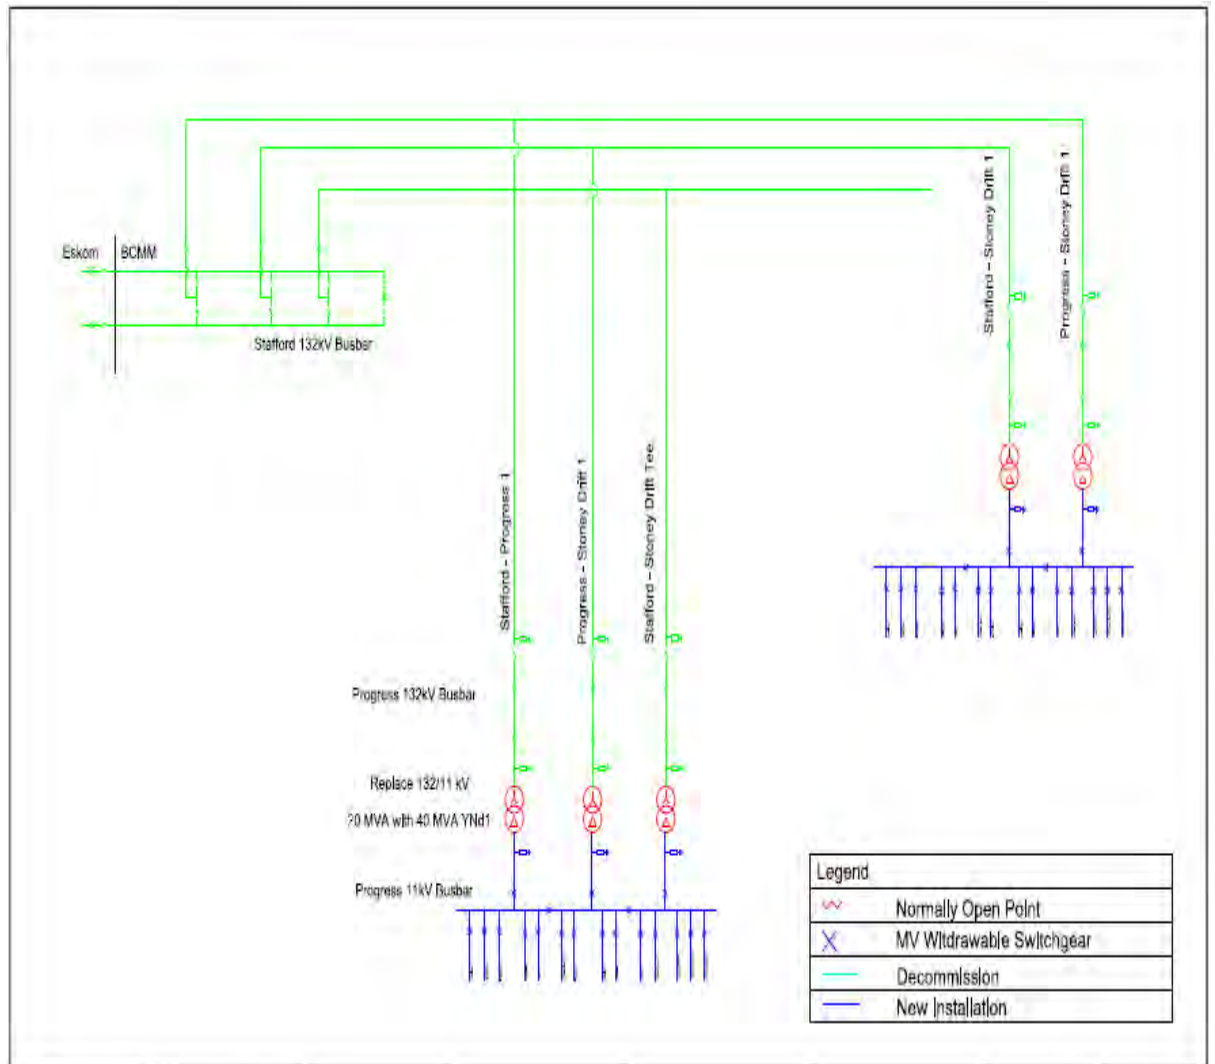 Eskom
BCMM
Stafford 132kV Busbar
Stafford - Stoney Drift 1
Progress - Stoney Drift 1
Stafford - Progress 1
Progress - Stoney Drift 1
Stafford - Stoney Drift Tee
Progress 132kV Busbar
Replace 132/11 kV
20 MVA with 40 MVA YNd1
Progress 11kV Busbar
Legend
Normally Open Point
MV Witdrawable Switchgear
Decommission
New Installation